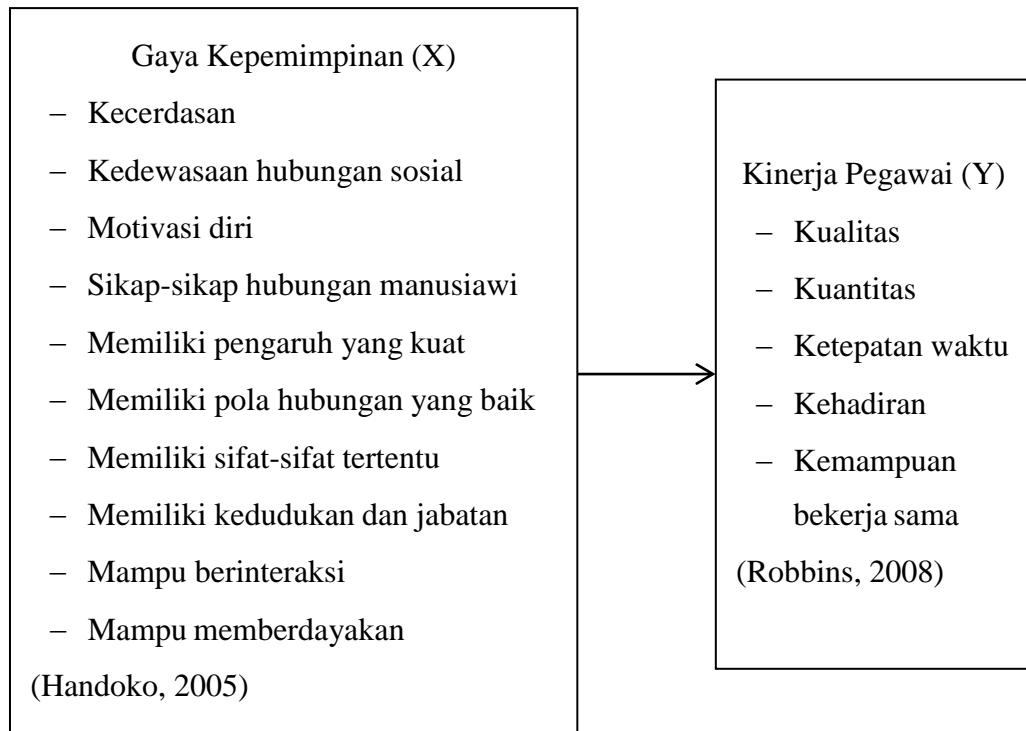 Gaya Kepemimpinan (X)
– Kecerdasan
– Kedewasaan hubungan sosial
– Motivasi diri
– Sikap-sikap hubungan manusiawi
– Memiliki pengaruh yang kuat
– Memiliki pola hubungan yang baik
– Memiliki sifat-sifat tertentu
– Memiliki kedudukan dan jabatan
– Mampu berinteraksi
– Mampu memberdayakan
(Handoko, 2005)
Kinerja Pegawai (Y)
– Kualitas
– Kuantitas
– Ketepatan waktu
– Kehadiran
– Kemampuan
bekerja sama
(Robbins, 2008)